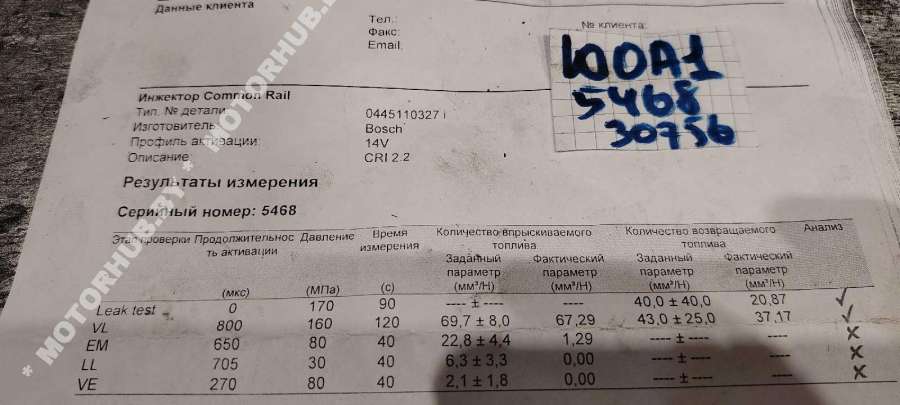 Данные клиента
Тел.:
Факс:
Email:
№ клиента:
100A1
5468
30756
Инжектор Common Rail
Тип. № детали: 0445110327 i
Изготовитель: Bosch
Профиль активации: 14V
Описание: CRI 2.2
Результаты измерения
Серийный номер: 5468
Этап проверки Продолжительнос Давление Время Количество впрыскиваемого Количество возвращаемого Анализ
ть активации измерения топлива топлива
Заданный Фактический Заданный Фактический
параметр параметр параметр параметр
(мкс) (МПа) (с) (мм³/H) (мм³/H) (мм³/H) (мм³/H)
Leak test 0 170 90 ---- ± ---- ---- 40,0 ± 40,0 20,87 ✓
VL 800 160 120 69,7 ± 8,0 67,29 43,0 ± 25,0 37,17 ✓
EM 650 80 40 22,8 ± 4,4 1,29 ---- ± ---- ---- ×
LL 705 30 40 6,3 ± 3,3 0,00 ---- ± ---- ---- ×
VE 270 80 40 2,1 ± 1,8 0,00 ---- ± ---- ---- ×
* MOTORHUB.BY * MOTORHUB.BY